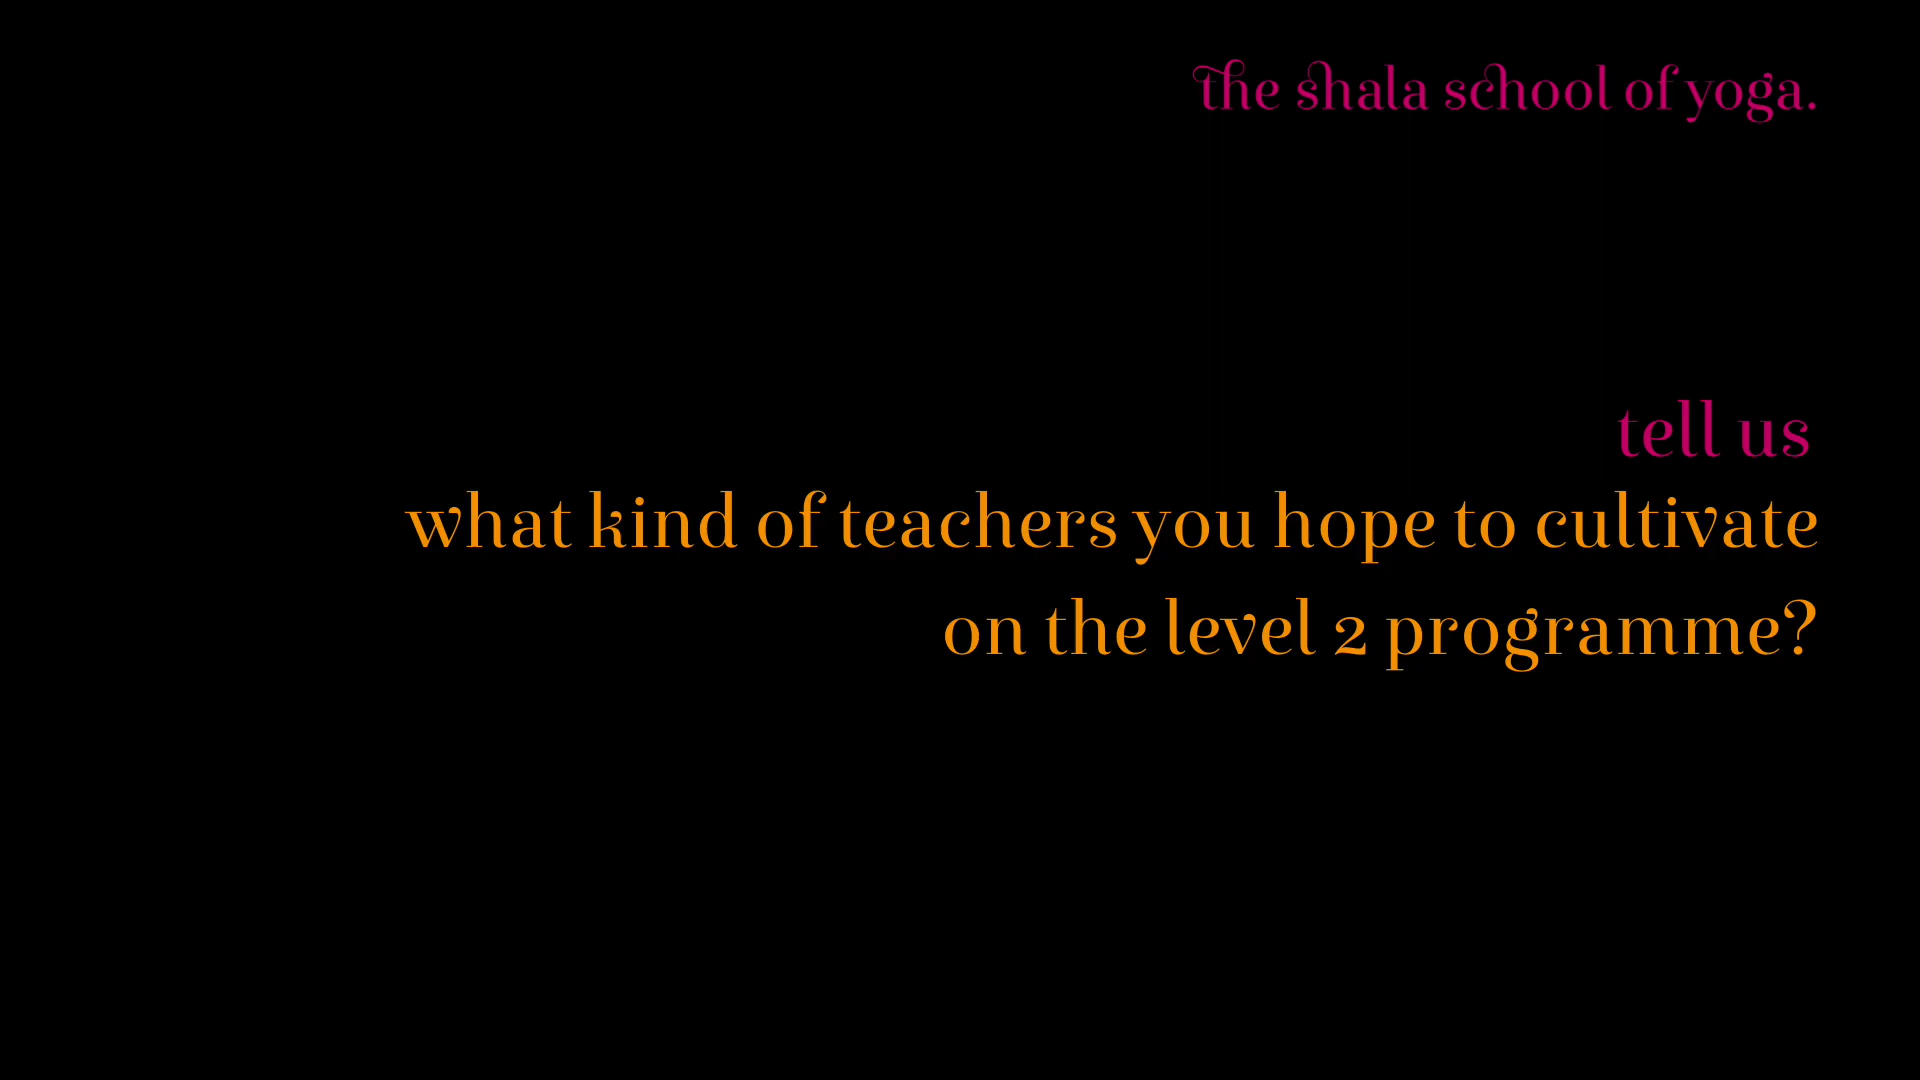 the shala school of yoga.
tell us
what kind of teachers you hope to cultivate
on the level 2 programme?